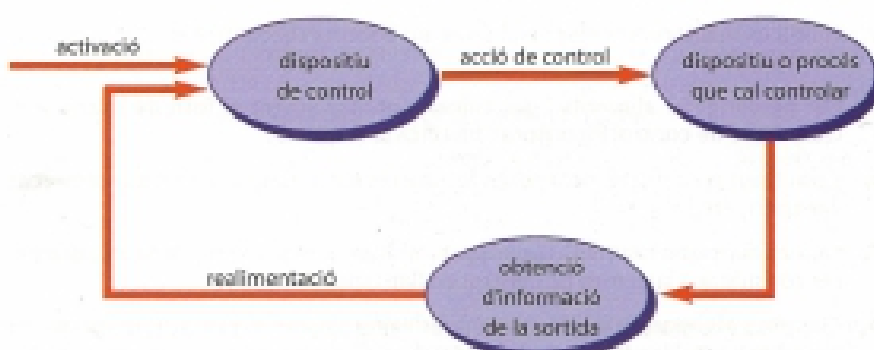 activació
dispositiu
de control
acció de control
dispositiu o procés
que cal controlar
realimentació
obtenció
d'informació
de la sortida